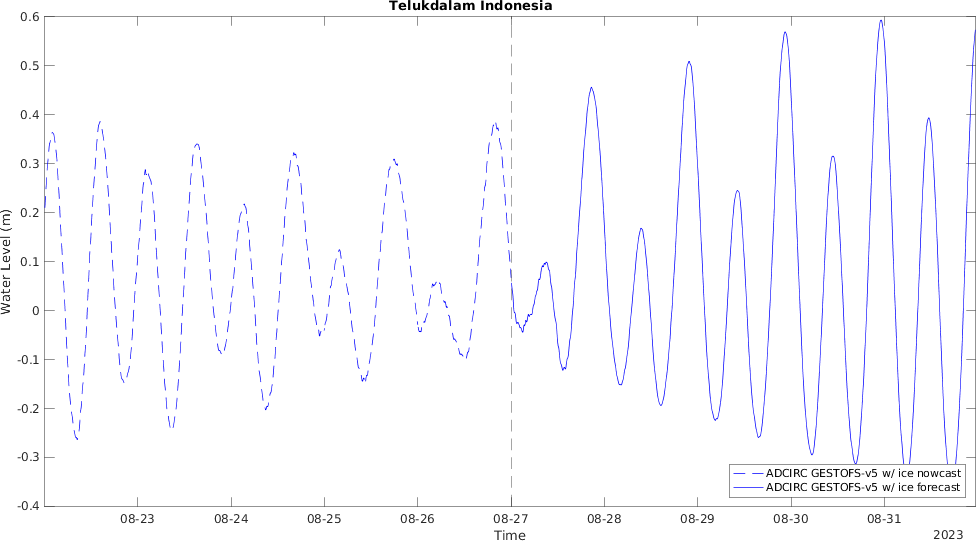 Telukdalam Indonesia
Water Level (m)
0.6
0.5
0.4
0.3
0.2
0.1
0
-0.1
-0.2
-0.3
-0.4
ADCIRC GESTOFS-v5 w/ ice nowcast
ADCIRC GESTOFS-v5 w/ ice forecast
08-23 08-24 08-25 08-26 08-27 08-28 08-29 08-30 08-31
Time
2023